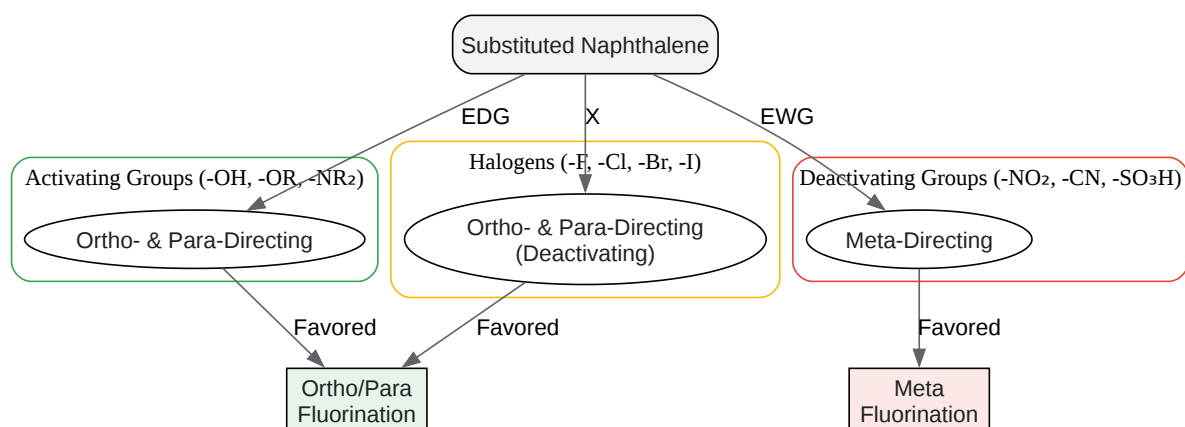 Substituted Naphthalene
EDG
X
EWG
Activating Groups (-OH, -OR, -NR₂)
Halogens (-F, -Cl, -Br, -I)
Deactivating Groups (-NO₂, -CN, -SO₃H)
Ortho- & Para-Directing
Ortho- & Para-Directing
(Deactivating)
Meta-Directing
Favored
Favored
Favored
Ortho/Para
Fluorination
Meta
Fluorination